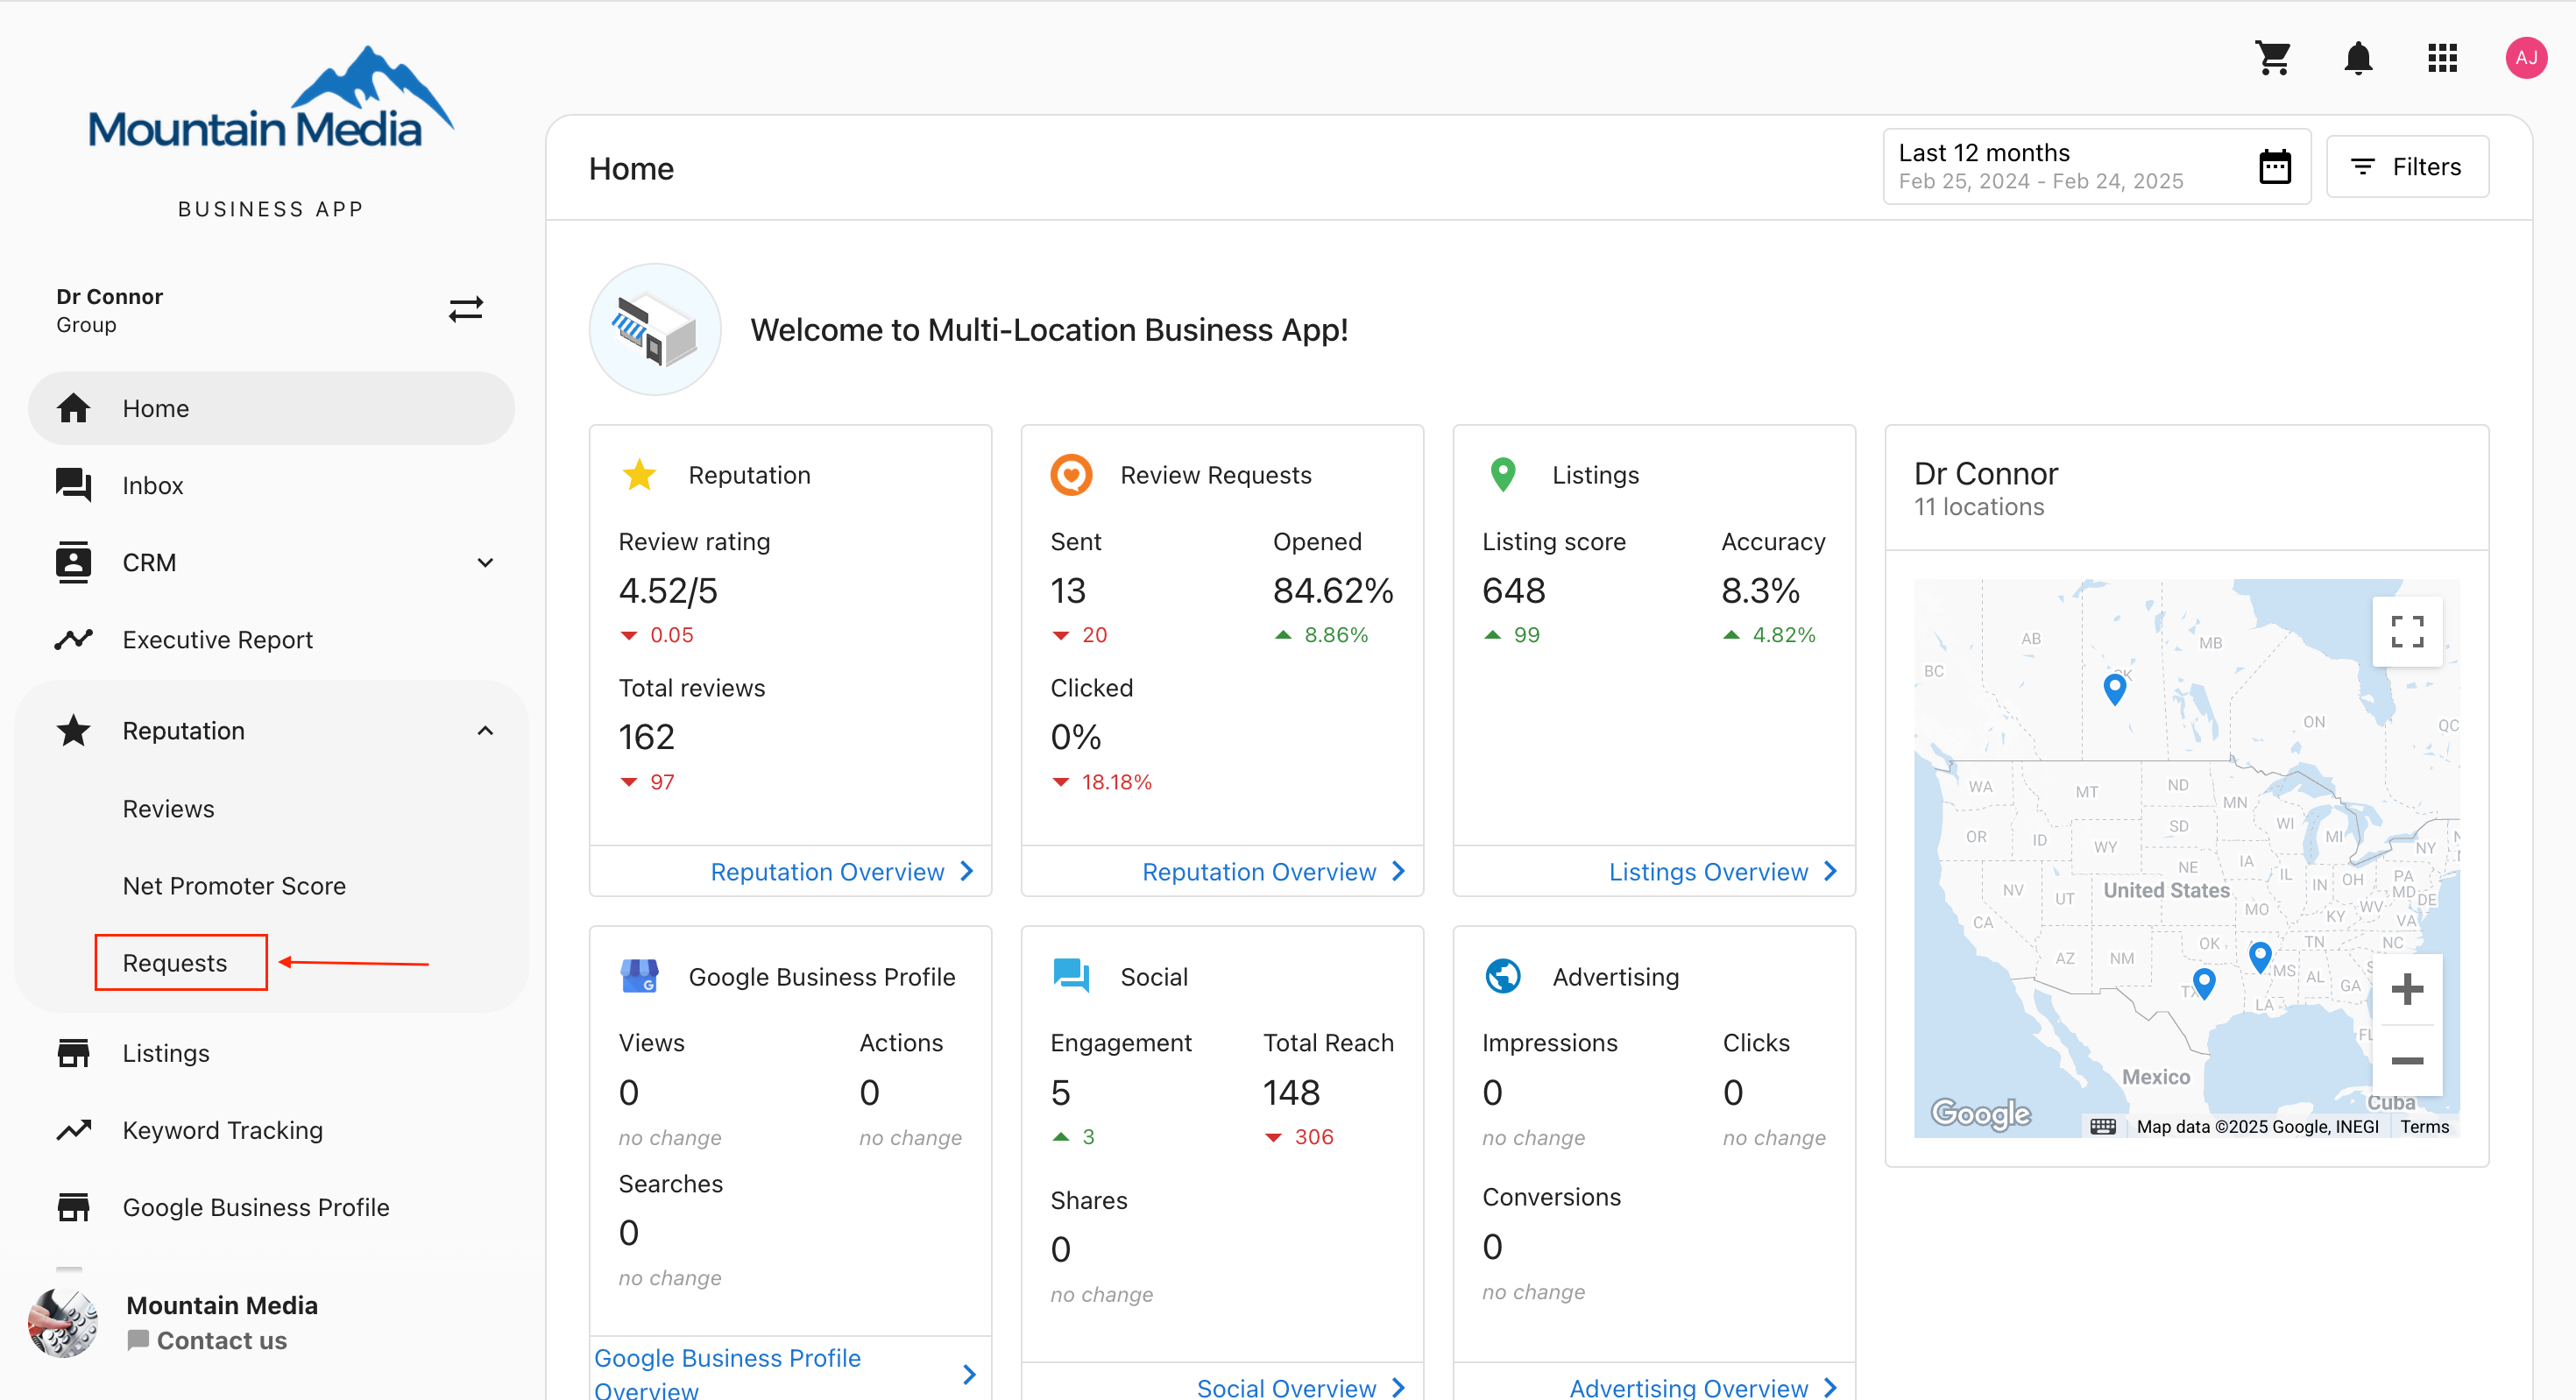 Mountain Media
BUSINESS APP
Dr Connor
Group
Home
Inbox
CRM
Executive Report
Reputation
Reviews
Net Promoter Score
Requests
Listings
Keyword Tracking
Google Business Profile
Mountain Media
Contact us
AJ
Home
Last 12 months
Feb 25, 2024 - Feb 24, 2025
Filters
Welcome to Multi-Location Business App!
Reputation
Review rating
4.52/5
0.05
Total reviews
162
97
Reputation Overview
Review Requests
Sent Opened
13 84.62%
20 8.86%
Clicked
0%
18.18%
Reputation Overview
Listings
Listing score Accuracy
648 8.3%
99 4.82%
Listings Overview
Google Business Profile
Views Actions
0 0
no change no change
Searches
0
no change
Google Business Profile
Overview
Social
Engagement Total Reach
5 148
3 306
Shares
0
no change
Social Overview
Advertising
Impressions Clicks
0 0
no change no change
Conversions
0
no change
Advertising Overview
Dr Connor
11 locations
AB
MB
BC
ON
QC
WA
MT
ND
MN
OR
ID
SD
WI
MI
WY
NY
NE
IA
NV
UT
United States
IL
IN
OH
PA
MD
DE
CA
MO
KY
WV
VA
AZ
NM
OK
TN
NC
MS
AL
GA
TX
LA
FL
Mexico
Cuba
Google
Map data ©2025 Google, INEGI Terms